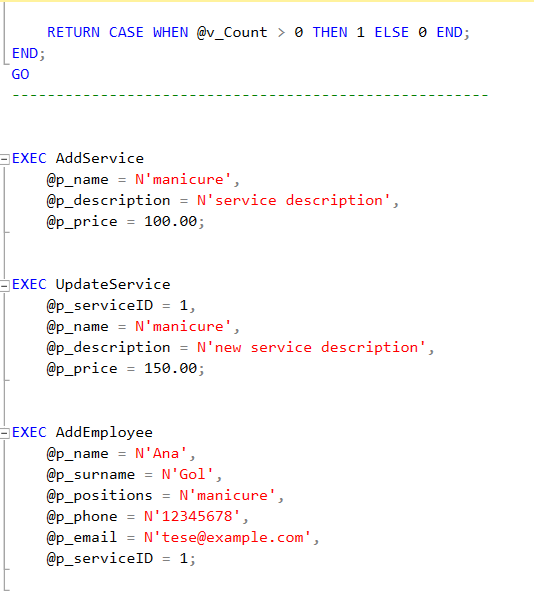 RETURN CASE WHEN @v_Count > 0 THEN 1 ELSE 0 END;
END;
GO
------------------------------------------------------
EXEC AddService
@p_name = N'manicure',
@p_description = N'service description',
@p_price = 100.00;
EXEC UpdateService
@p_serviceID = 1,
@p_name = N'manicure',
@p_description = N'new service description',
@p_price = 150.00;
EXEC AddEmployee
@p_name = N'Ana',
@p_surname = N'Gol',
@p_positions = N'manicure',
@p_phone = N'12345678',
@p_email = N'tese@example.com',
@p_serviceID = 1;